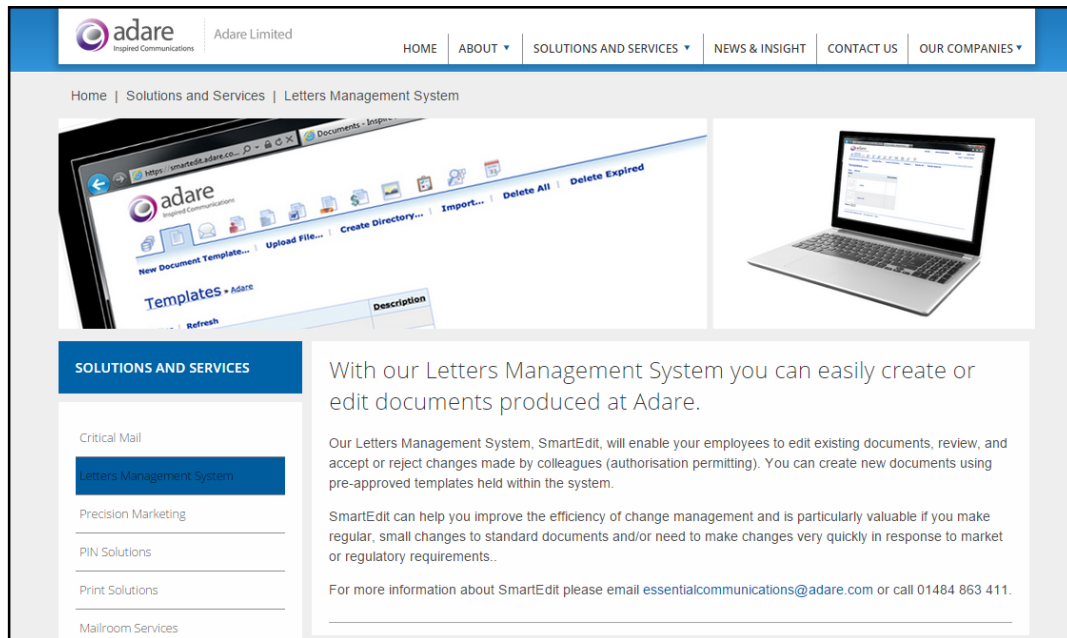 adare
Inspired Communications
Adare Limited
HOME ABOUT SOLUTIONS AND SERVICES NEWS & INSIGHT CONTACT US OUR COMPANIES
Home | Solutions and Services | Letters Management System
https://smartedit.adare.co... Documents - Inspir
adare
Inspired Communications
New Document Template... | Upload File... | Create Directory... | Import... | Delete All | Delete Expired
Templates » Adare
Refresh
Description
SOLUTIONS AND SERVICES
Critical Mail
Letters Management System
Precision Marketing
PIN Solutions
Print Solutions
Mailroom Services
With our Letters Management System you can easily create or
edit documents produced at Adare.
Our Letters Management System, SmartEdit, will enable your employees to edit existing documents, review, and
accept or reject changes made by colleagues (authorisation permitting). You can create new documents using
pre-approved templates held within the system.
SmartEdit can help you improve the efficiency of change management and is particularly valuable if you make
regular, small changes to standard documents and/or need to make changes very quickly in response to market
or regulatory requirements..
For more information about SmartEdit please email essentialcommunications@adare.com or call 01484 863 411.